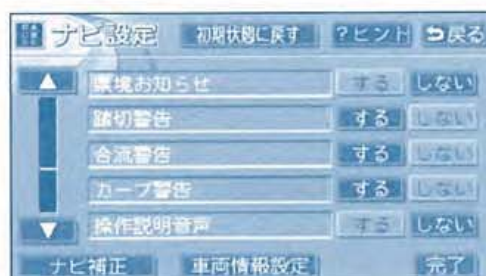 ナビ設定 初期状態に戻す ?ヒント 戻る
県境お知らせ する しない
踏切警告 する しない
合流警告 する しない
カーブ警告 する しない
操作説明音声 する しない
ナビ補正 車両情報設定 完了